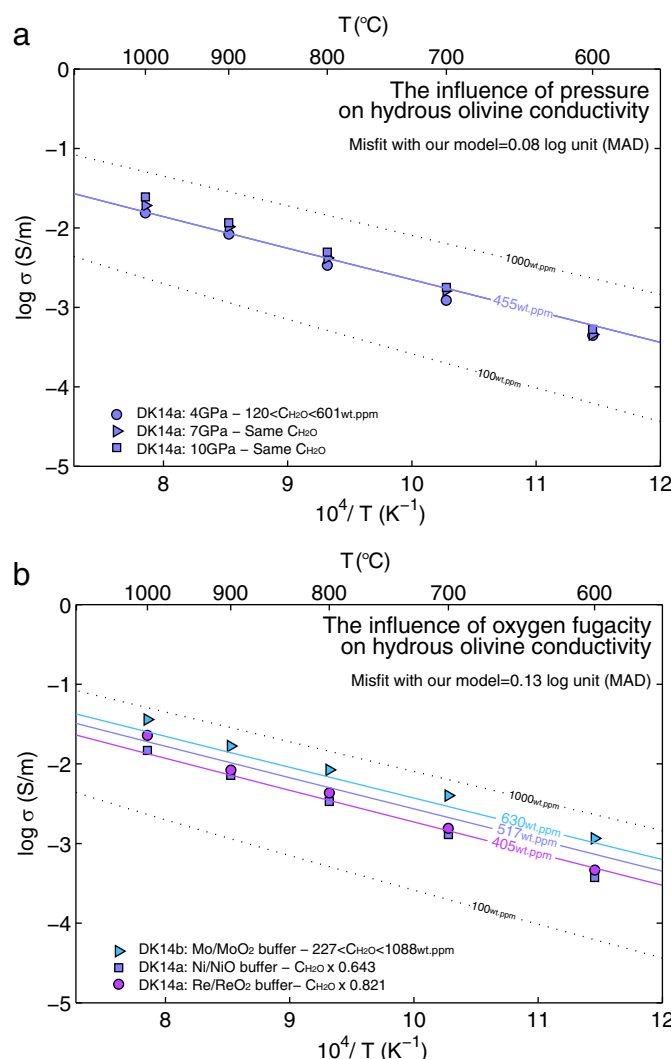 a
T (°C)
1000 900 800 700 600
The influence of pressure
on hydrous olivine conductivity
Misfit with our model=0.08 log unit (MAD)
0
−1
−2
−3
−4
−5
log σ (S/m)
1000wt.ppm
455wt.ppm
100wt.ppm
DK14a: 4GPa − 120<CH2O<601wt.ppm
DK14a: 7GPa − Same CH2O
DK14a: 10GPa − Same CH2O
8 9 10 11 12
10⁴/ T (K⁻¹)
b
T (°C)
1000 900 800 700 600
The influence of oxygen fugacity
on hydrous olivine conductivity
Misfit with our model=0.13 log unit (MAD)
0
−1
−2
−3
−4
−5
log σ (S/m)
1000wt.ppm
630wt.ppm
517wt.ppm
405wt.ppm
100wt.ppm
DK14b: Mo/MoO2 buffer − 227<CH2O<1088wt.ppm
DK14a: Ni/NiO buffer − CH2O x 0.643
DK14a: Re/ReO2 buffer− CH2O x 0.821
8 9 10 11 12
10⁴/ T (K⁻¹)